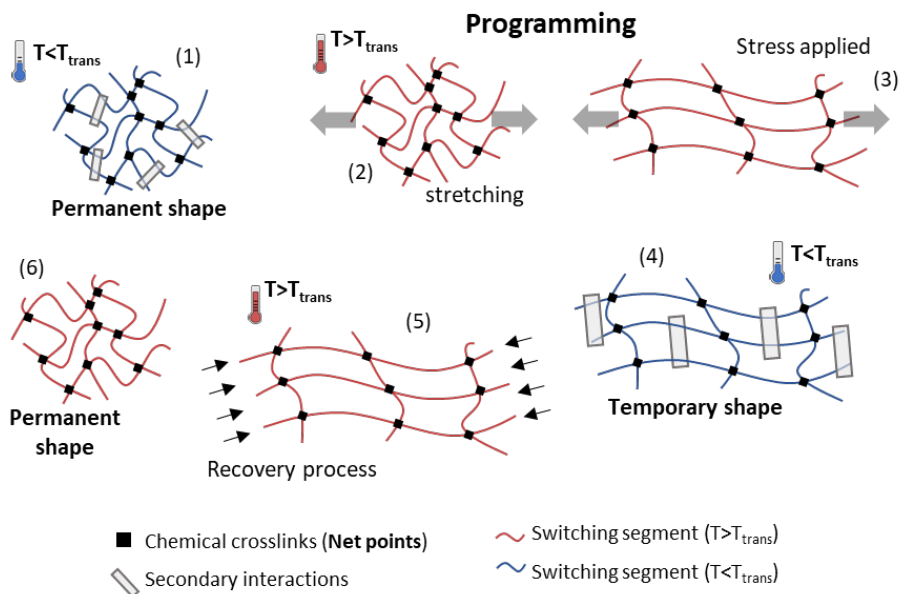 Programming
T<Ttrans
(1)
Permanent shape
T>Ttrans
(2)
stretching
Stress applied
(3)
(6)
Permanent
shape
T>Ttrans
(5)
Recovery process
(4)
T<Ttrans
Temporary shape
Chemical crosslinks (Net points)
Secondary interactions
Switching segment (T>Ttrans)
Switching segment (T<Ttrans)